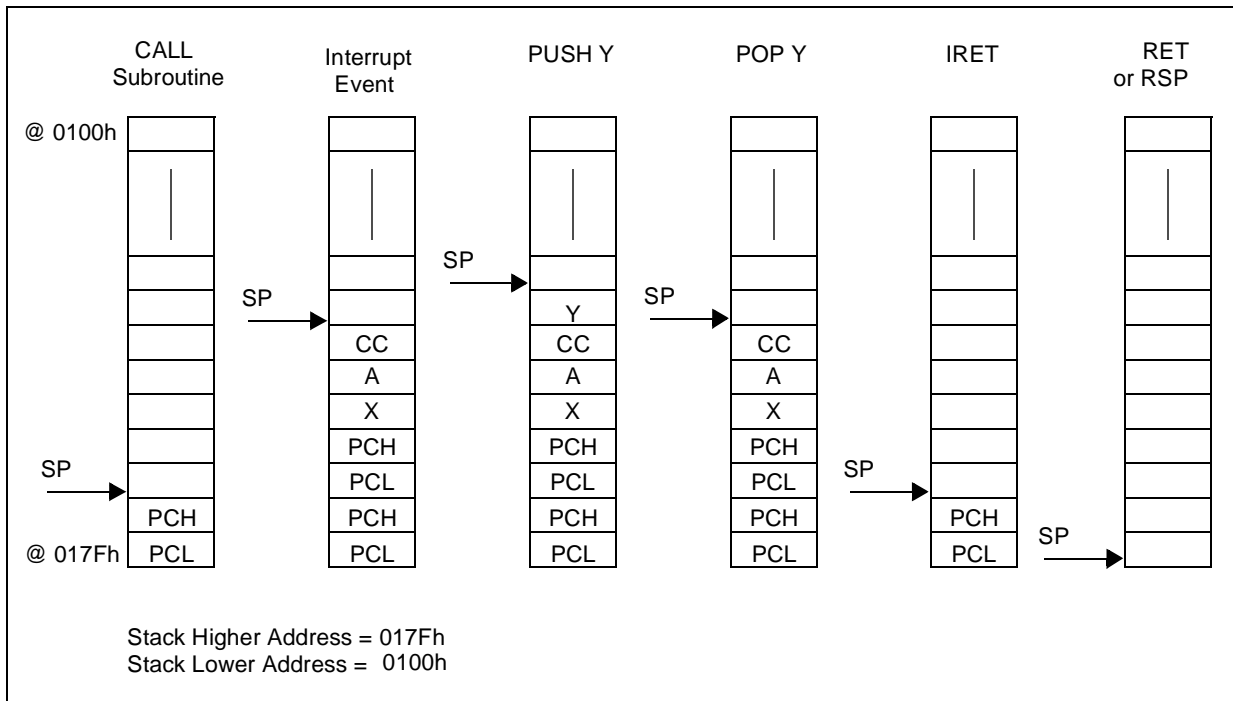 CALL
Subroutine
Interrupt
Event
PUSH Y
POP Y
IRET
RET
or RSP
@ 0100h
SP
PCH
@ 017Fh
PCL
SP
CC
A
X
PCH
PCL
PCH
PCL
SP
Y
CC
A
X
PCH
PCL
PCH
PCL
SP
CC
A
X
PCH
PCL
PCH
PCL
SP
PCH
PCL
SP
Stack Higher Address = 017Fh
Stack Lower Address = 0100h